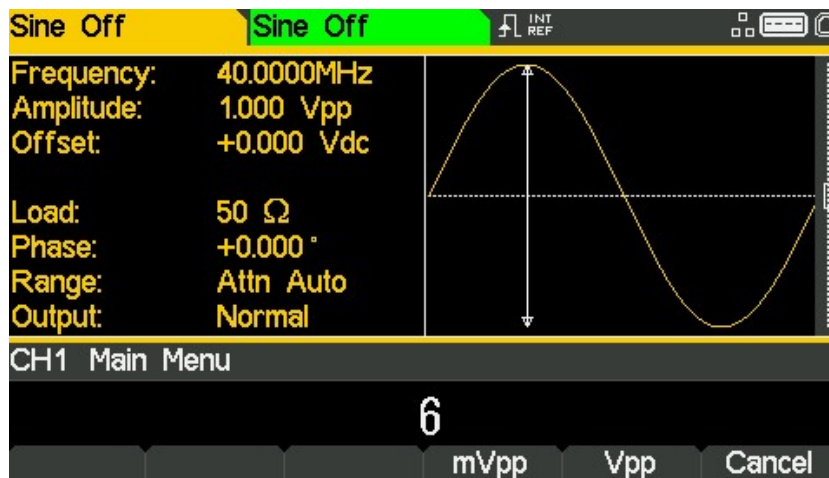 Sine Off Sine Off INT
REF
Frequency: 40.0000MHz
Amplitude: 1.000 Vpp
Offset: +0.000 Vdc
Load: 50 Ω
Phase: +0.000 °
Range: Attn Auto
Output: Normal
CH1 Main Menu
6
mVpp Vpp Cancel